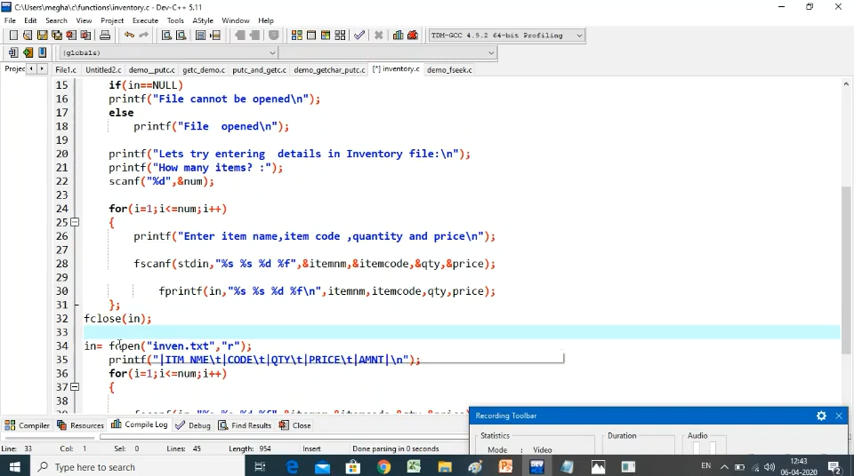 C:\Users\megha\c\functions\inventory.c - Dev-C++ 5.11
File Edit Search View Project Execute Tools AStyle Window Help
TDM-GCC 4.9.2 64-bit Profiling
(globals)
Projec File1.c Untitled2.c demo__putc.c getc_demo.c putc_and_getc.c demo_getchar_putc.c [*] inventory.c demo_fseek.c
15 if(in==NULL)
16 printf("File cannot be opened\n");
17 else
18 printf("File  opened\n");
19
20 printf("Lets try entering  details in Inventory file:\n");
21 printf("How many items? :");
22 scanf("%d",&num);
23
24 for(i=1;i<=num;i++)
25 {
26 printf("Enter item name,item code ,quantity and price\n");
27
28 fscanf(stdin,"%s %s %d %f",&itemnm,&itemcode,&qty,&price);
29
30 fprintf(in,"%s %s %d %f\n",itemnm,itemcode,qty,price);
31 };
32 fclose(in);
33
34 in= fopen("inven.txt","r");
35 printf("|ITM NME\t|CODE\t|QTY\t|PRICE\t|AMNT|\n");
36 for(i=1;i<=num;i++)
37 {
Recording Toolbar
Compiler Resources Compile Log Debug Find Results Close
Statistics Duration Audio
Mode : Video
Line: 33 Col: 1 Sel: 0 Lines: 45 Length: 954 Insert Done parsing in 0 seconds
Type here to search
EN
12:43
06-04-2020